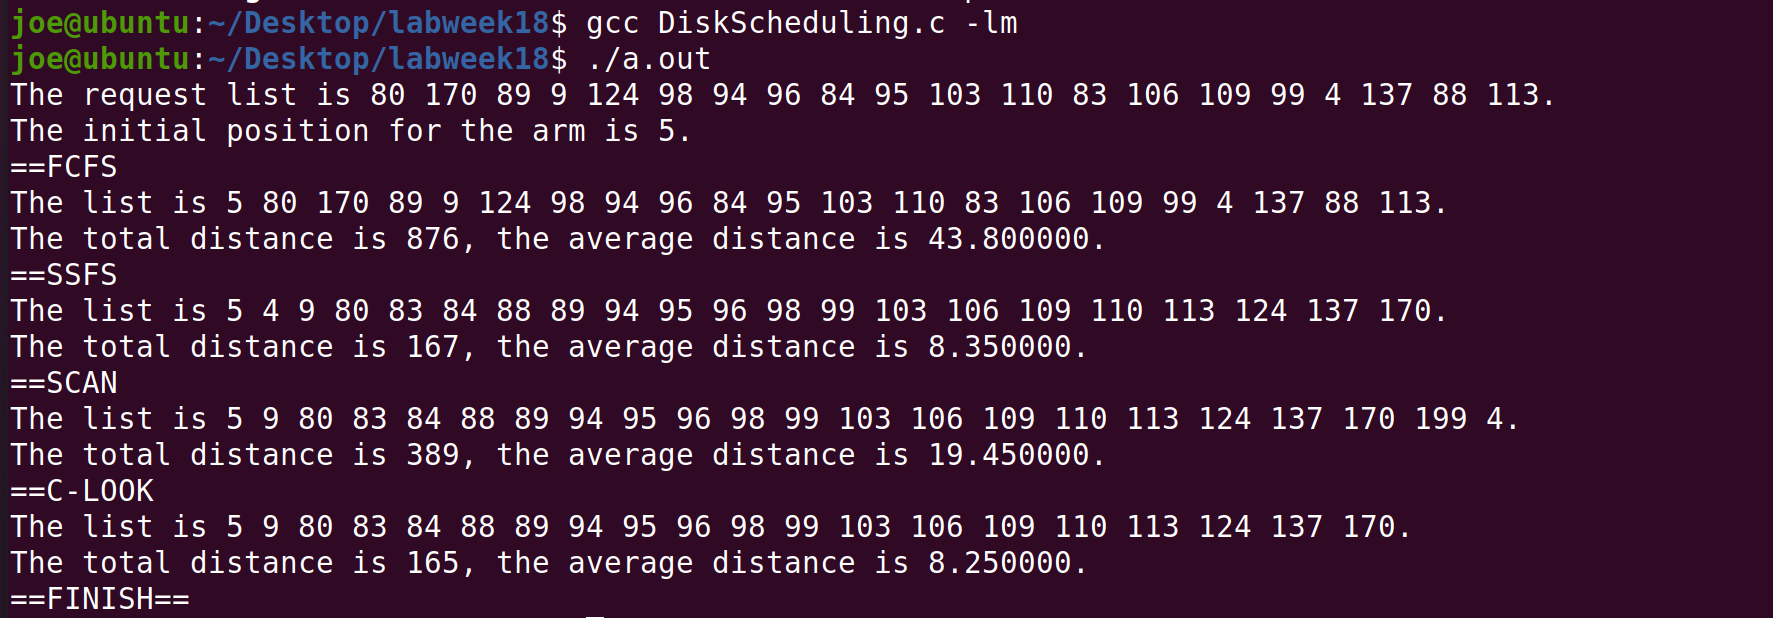 joe@ubuntu:~/Desktop/labweek18$ gcc DiskScheduling.c -lm
joe@ubuntu:~/Desktop/labweek18$ ./a.out
The request list is 80 170 89 9 124 98 94 96 84 95 103 110 83 106 109 99 4 137 88 113.
The initial position for the arm is 5.
==FCFS
The list is 5 80 170 89 9 124 98 94 96 84 95 103 110 83 106 109 99 4 137 88 113.
The total distance is 876, the average distance is 43.800000.
==SSFS
The list is 5 4 9 80 83 84 88 89 94 95 96 98 99 103 106 109 110 113 124 137 170.
The total distance is 167, the average distance is 8.350000.
==SCAN
The list is 5 9 80 83 84 88 89 94 95 96 98 99 103 106 109 110 113 124 137 170 199 4.
The total distance is 389, the average distance is 19.450000.
==C-LOOK
The list is 5 9 80 83 84 88 89 94 95 96 98 99 103 106 109 110 113 124 137 170.
The total distance is 165, the average distance is 8.250000.
==FINISH==